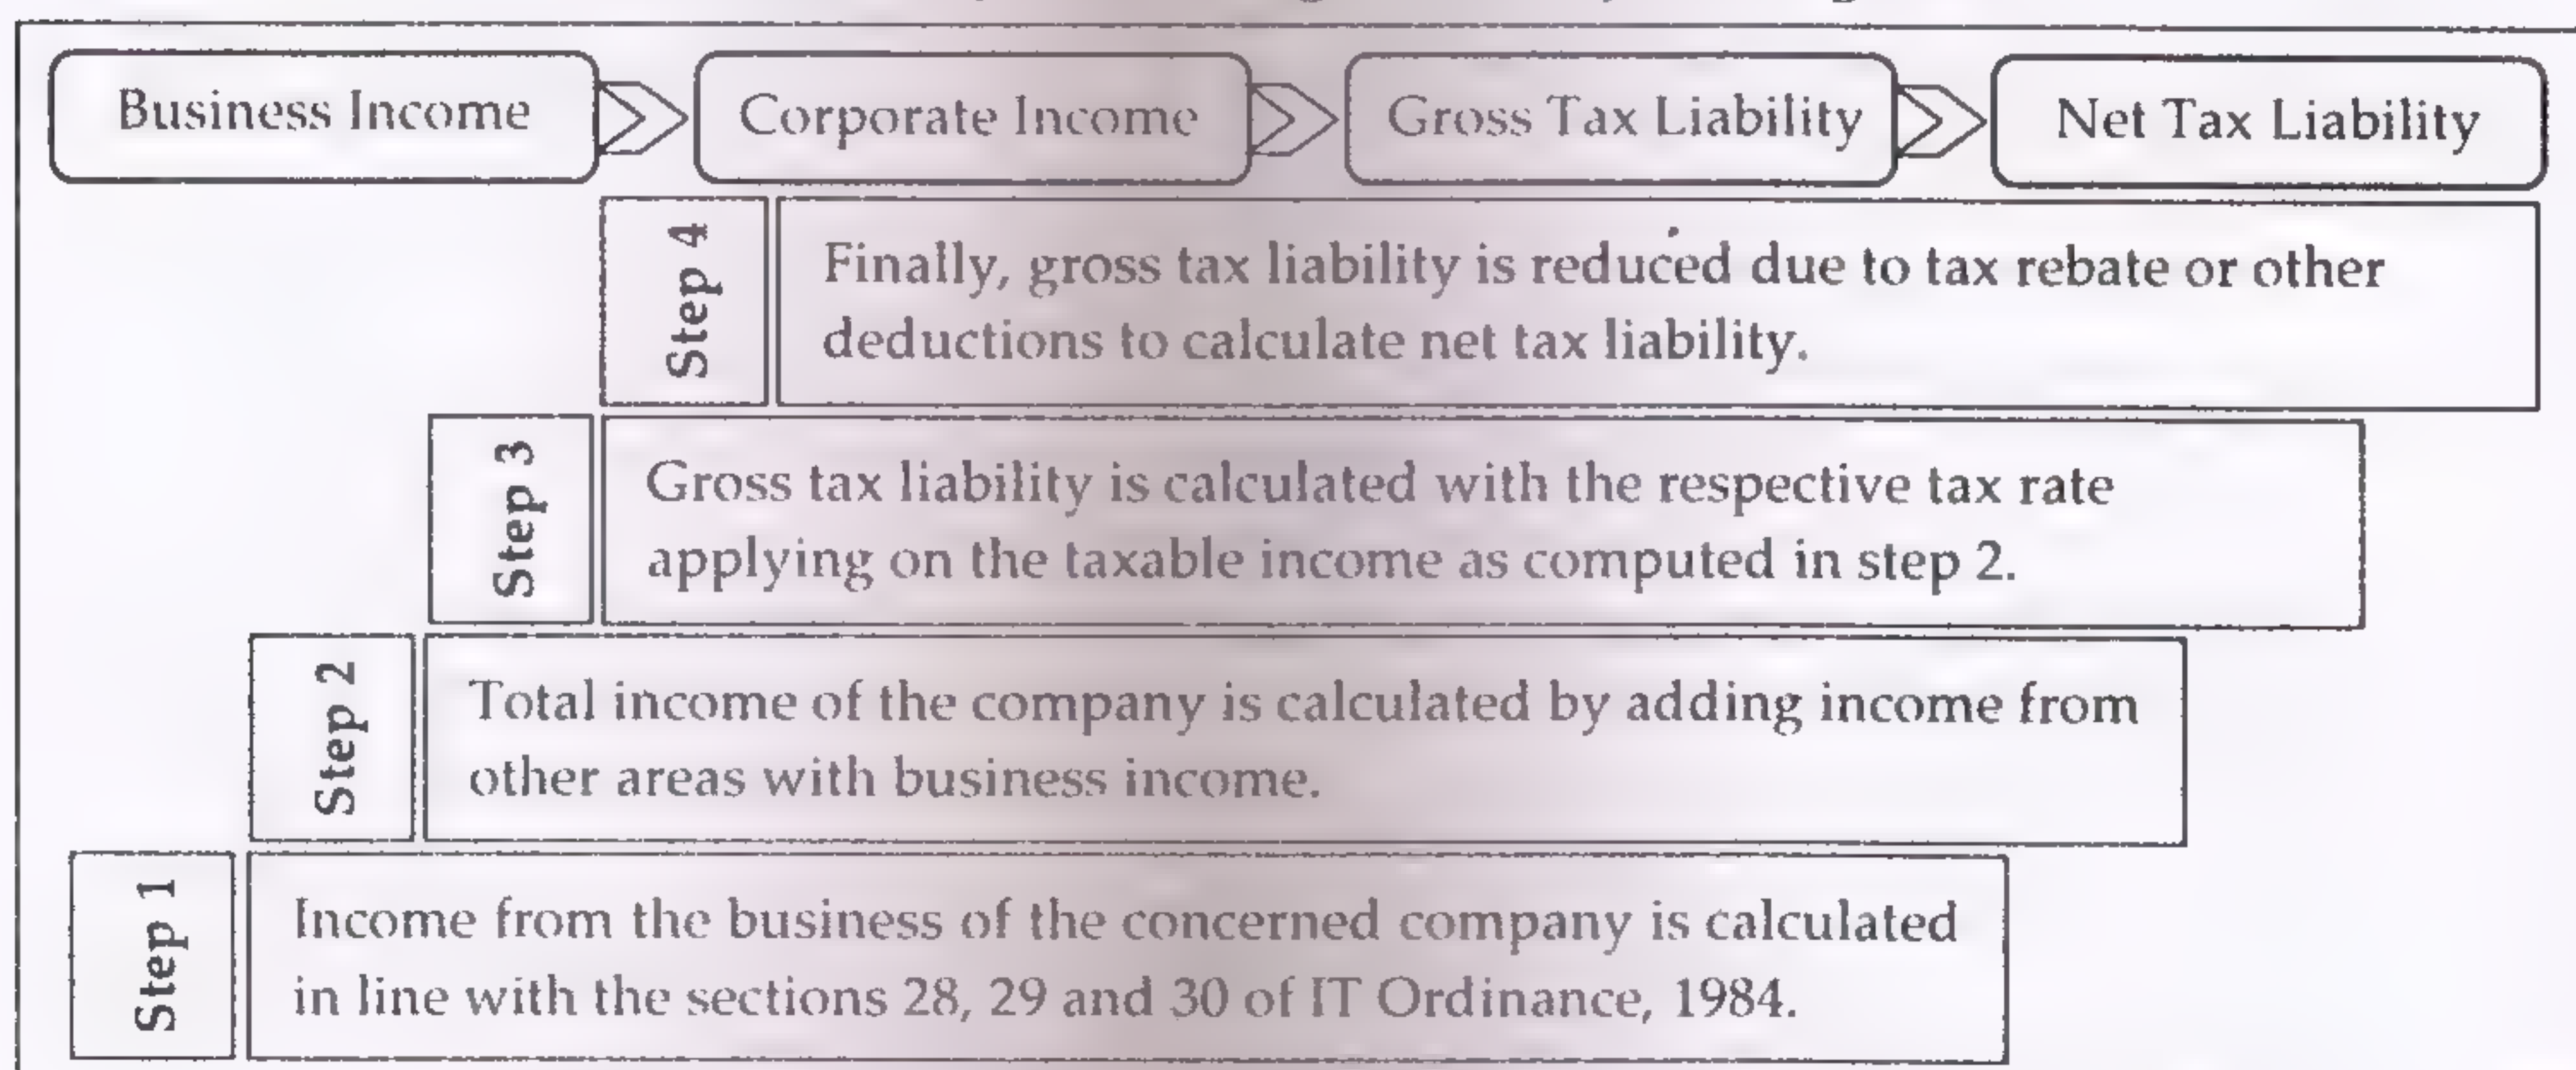 Business Income
Corporate Income
Gross Tax Liability
Net Tax Liability
Step 4
Finally, gross tax liability is reduced due to tax rebate or other
deductions to calculate net tax liability.
Step 3
Gross tax liability is calculated with the respective tax rate
applying on the taxable income as computed in step 2.
Step 2
Total income of the company is calculated by adding income from
other areas with business income.
Step 1
Income from the business of the concerned company is calculated
in line with the sections 28, 29 and 30 of IT Ordinance, 1984.